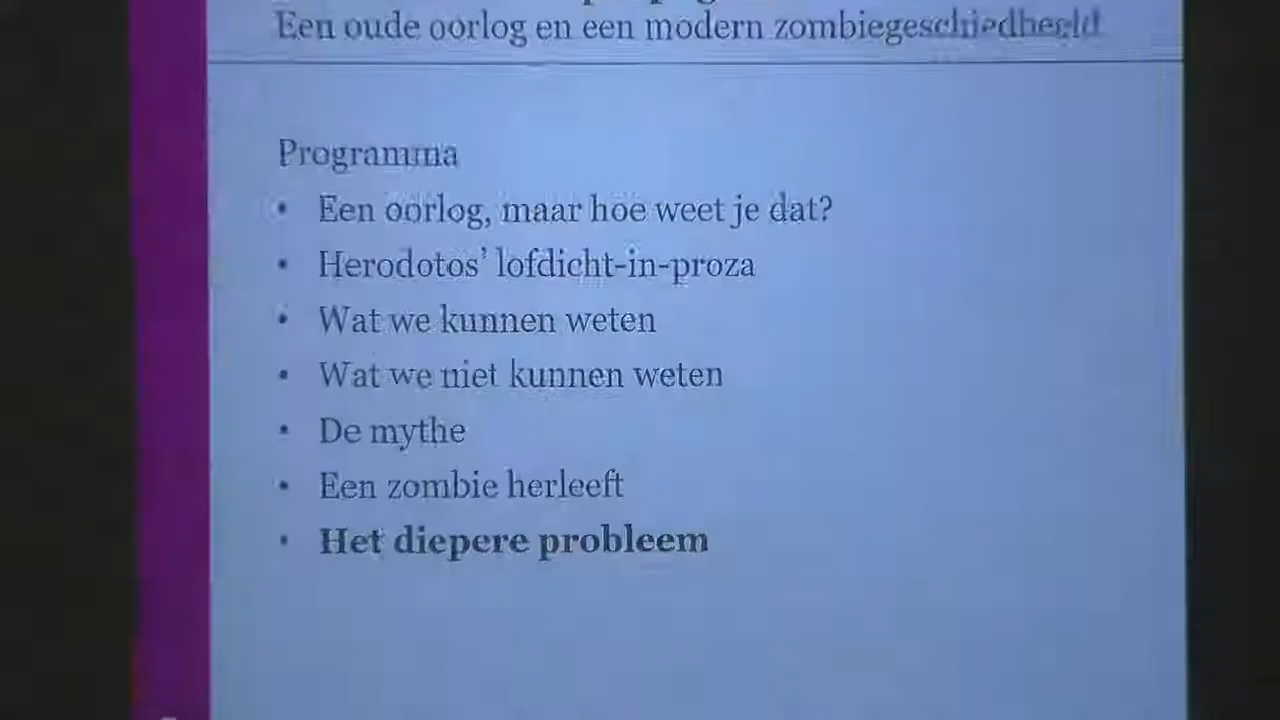 Een oude oorlog en een modern zombiegeschiedbeeld
Programma
• Een oorlog, maar hoe weet je dat?
• Herodotos’ lofdicht-in-proza
• Wat we kunnen weten
• Wat we niet kunnen weten
• De mythe
• Een zombie herleeft
• Het diepere probleem